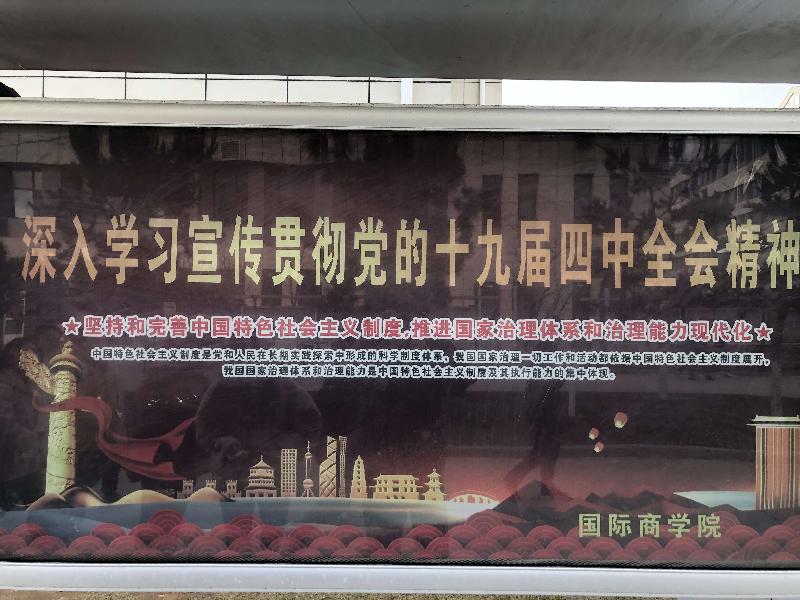 深入学习宣传贯彻党的十九届四中全会精神
★坚持和完善中国特色社会主义制度,推进国家治理体系和治理能力现代化★
中国特色社会主义制度是党和人民在长期实践探索中形成的科学制度体系，我国国家治理一切工作和活动都依照中国特色社会主义制度展开，
我国国家治理体系和治理能力是中国特色社会主义制度及其执行能力的集中体现。
国际商学院